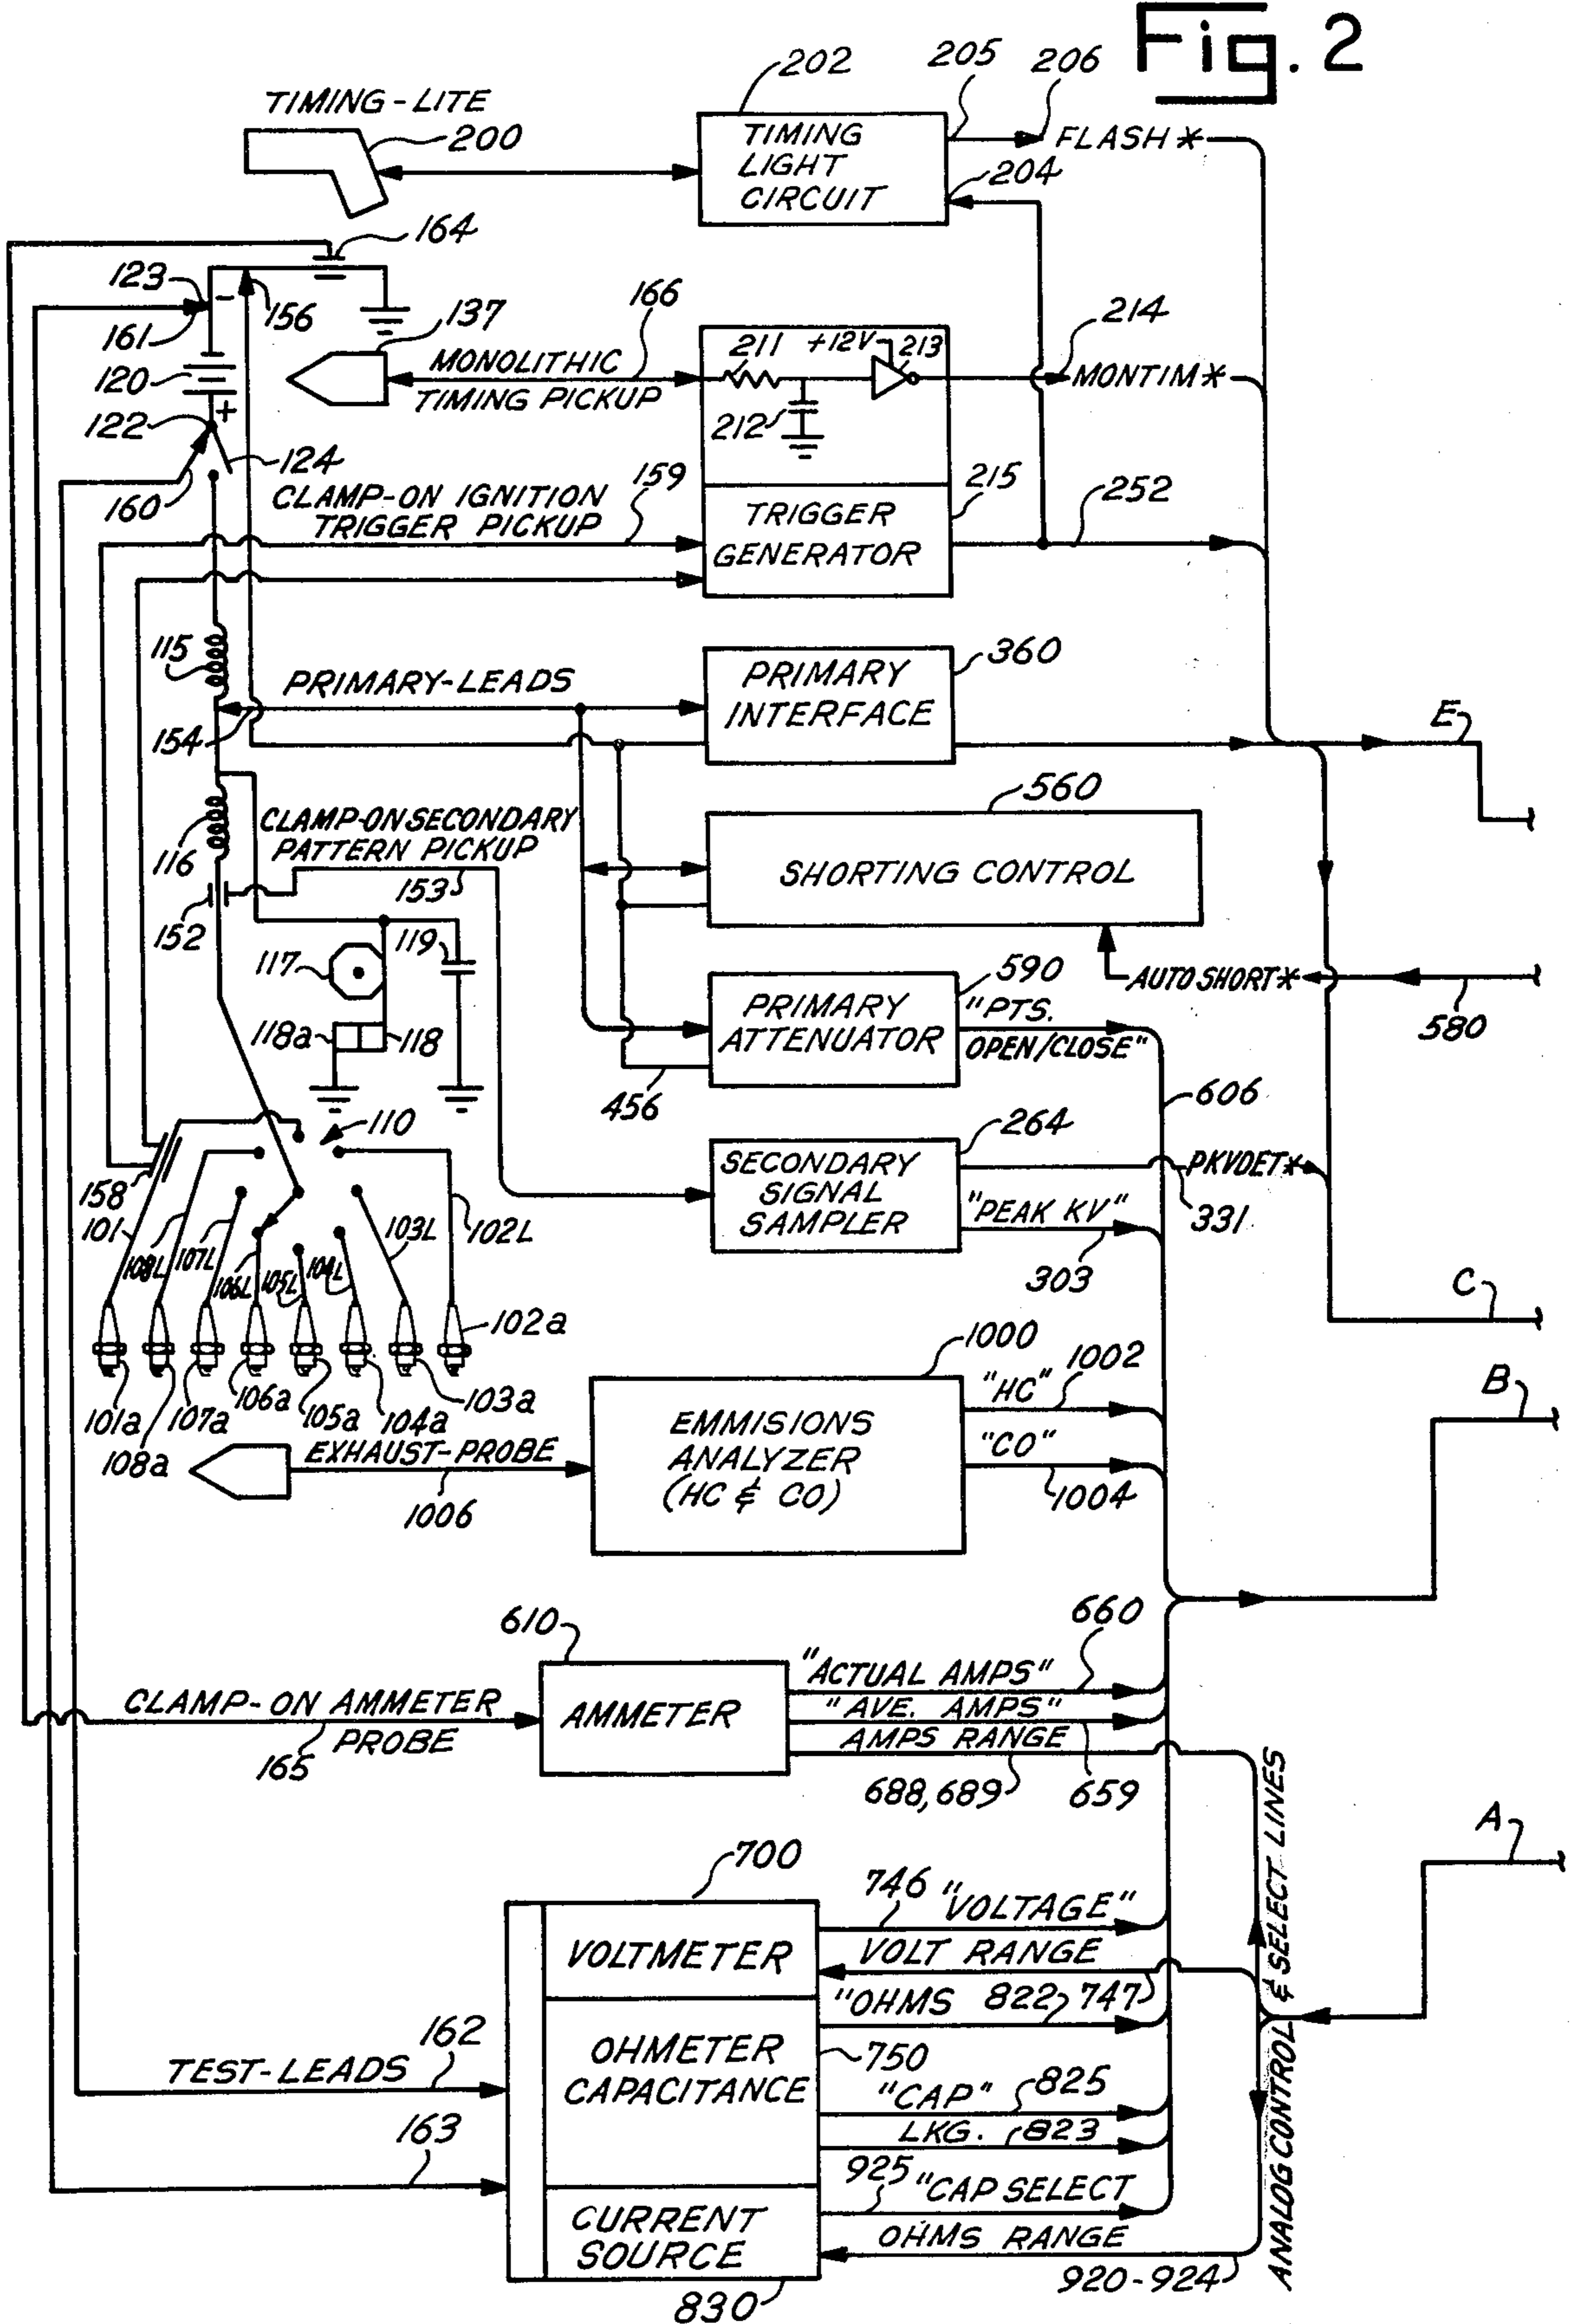 Fig. 2
TIMING-LITE
200
202
205
206
TIMING
LIGHT
CIRCUIT
FLASH*
204
164
123
-
156
161
137
166
MONOLITHIC
TIMING PICKUP
211
+12V
213
212
214
MONTIM*
120
+
122
124
160
CLAMP-ON IGNITION
TRIGGER PICKUP
159
TRIGGER
GENERATOR
215
252
115
PRIMARY-LEADS
154
PRIMARY
INTERFACE
360
E
116
CLAMP-ON SECONDARY
PATTERN PICKUP
153
152
560
SHORTING CONTROL
117
119
118a
118
PRIMARY
ATTENUATOR
590
"PTS.
OPEN/CLOSE"
AUTO SHORT*
580
456
606
110
158
101
108L
107L
106L
105L
104L
103L
102L
SECONDARY
SIGNAL
SAMPLER
264
PKVDET*
331
"PEAK KV"
303
C
102a
101a
108a
107a
106a
105a
104a
103a
EXHAUST-PROBE
1006
EMMISIONS
ANALYZER
(HC & CO)
1000
"HC"
1002
"CO"
1004
B
610
AMMETER
CLAMP-ON AMMETER
PROBE
165
"ACTUAL AMPS"
660
"AVE. AMPS"
AMPS RANGE
688,689
659
A
700
VOLTMETER
746
"VOLTAGE"
VOLT RANGE
747
"OHMS
822
OHMETER
CAPACITANCE
750
"CAP"
825
LKG.
823
925
"CAP SELECT
CURRENT
SOURCE
OHMS RANGE
920-924
830
TEST-LEADS
162
163
ANALOG CONTROL & SELECT LINES